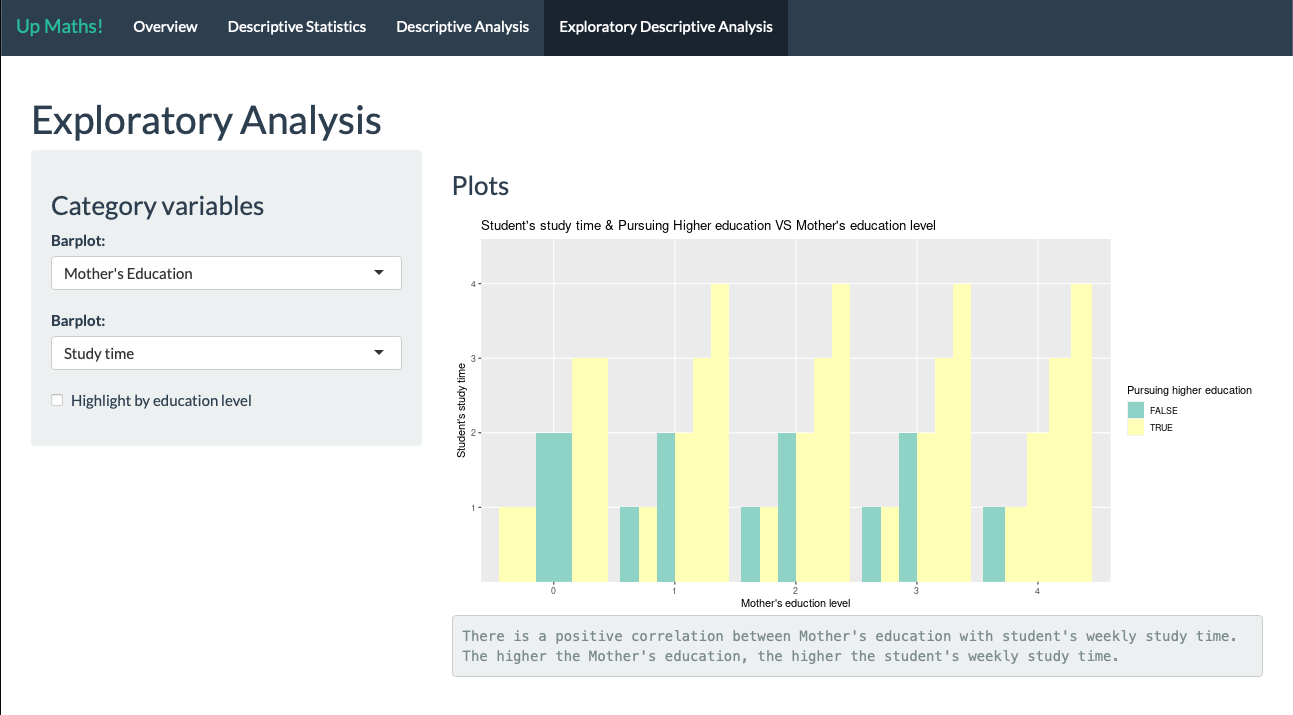 Up Maths! Overview Descriptive Statistics Descriptive Analysis Exploratory Descriptive Analysis
Exploratory Analysis
Category variables
Barplot:
Mother's Education
Barplot:
Study time
Highlight by education level
Plots
Student's study time & Pursuing Higher education VS Mother's education level
Student's study time
4
3
2
1
0 1 2 3 4
Mother's eduction level
Pursuing higher education
FALSE
TRUE
There is a positive correlation between Mother's education with student's weekly study time.
The higher the Mother's education, the higher the student's weekly study time.